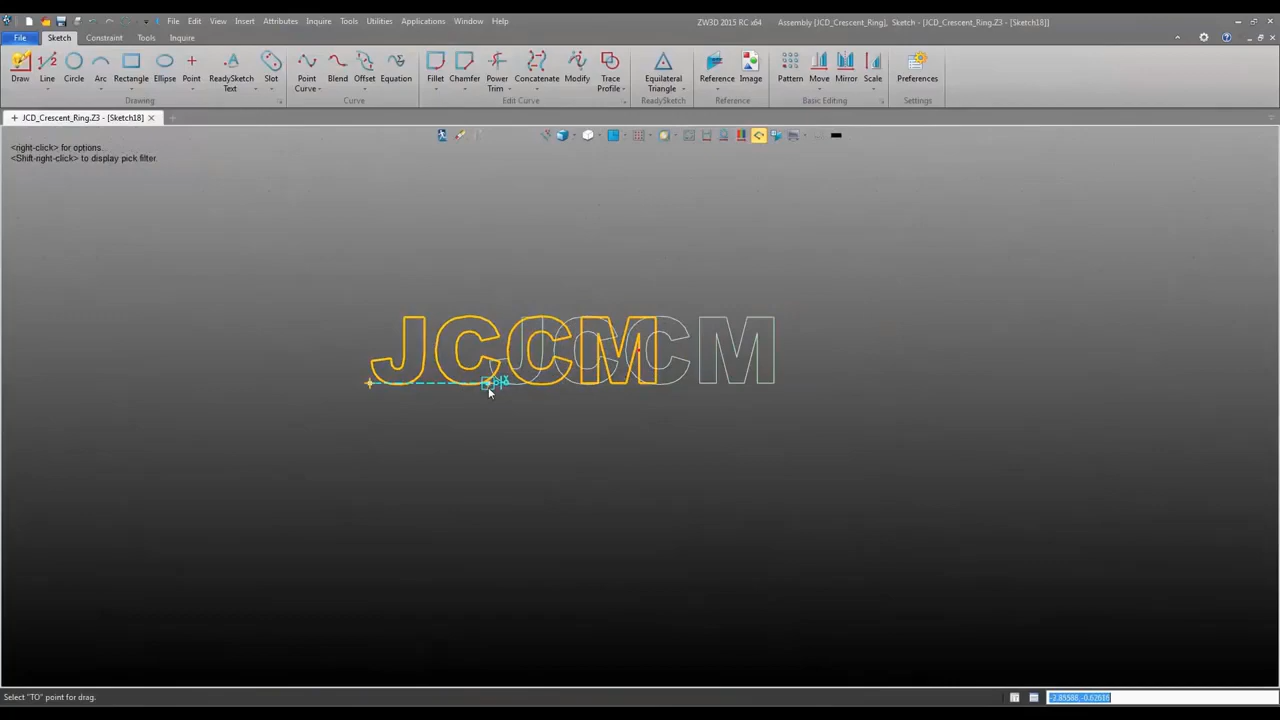 File Edit View Insert Attributes Inquire Tools Utilities Applications Window Help
ZW3D 2015 RC x64 Assembly [JCD_Crescent_Ring], Sketch - [JCD_Crescent_Ring.Z3 - [Sketch18]]
File Sketch Constraint Tools Inquire
Draw Line Circle Arc Rectangle Ellipse Point ReadySketch Text Slot
Point Curve Blend Offset Equation
Fillet Chamfer Power Trim Concatenate Modify Trace Profile
Equilateral Triangle
Reference Image
Pattern Move Mirror Scale
Preferences
Drawing Curve Edit Curve ReadySketch Reference Basic Editing Settings
JCD_Crescent_Ring.Z3 - [Sketch18]
<right-click> for options.
<Shift-right-click> to display pick filter.
JCCM
JCCM
Select "TO" point for drag.